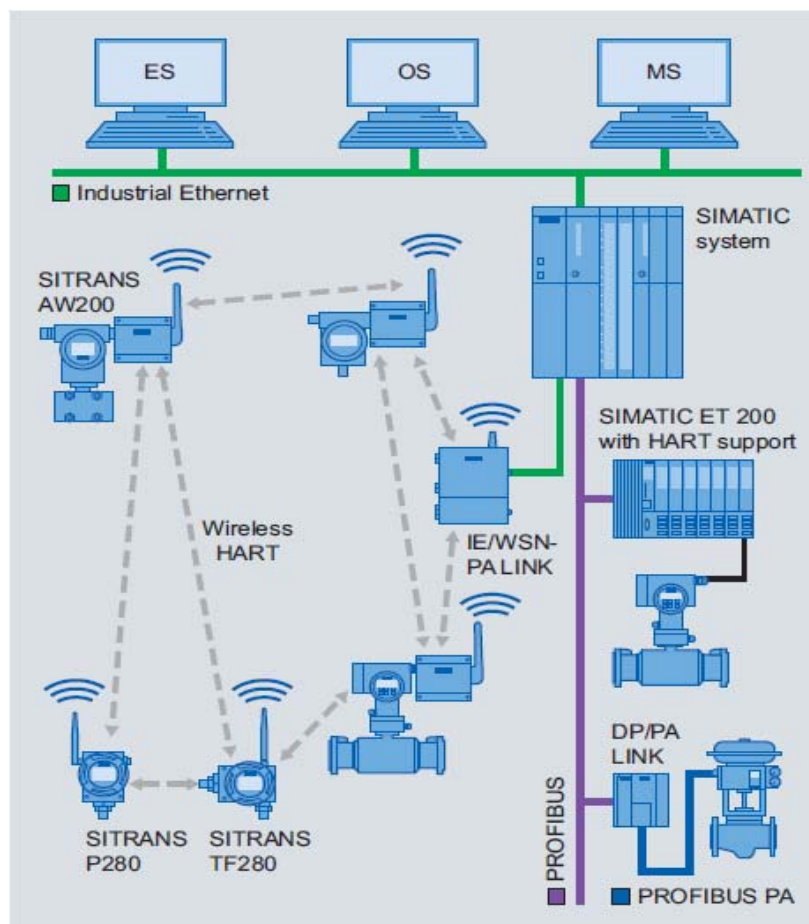 ES
OS
MS
Industrial Ethernet
SIMATIC
system
SITRANS
AW200
SIMATIC ET 200
with HART support
Wireless
HART
IE/WSN-
PA LINK
DP/PA
LINK
SITRANS
P280
SITRANS
TF280
PROFIBUS
PROFIBUS PA